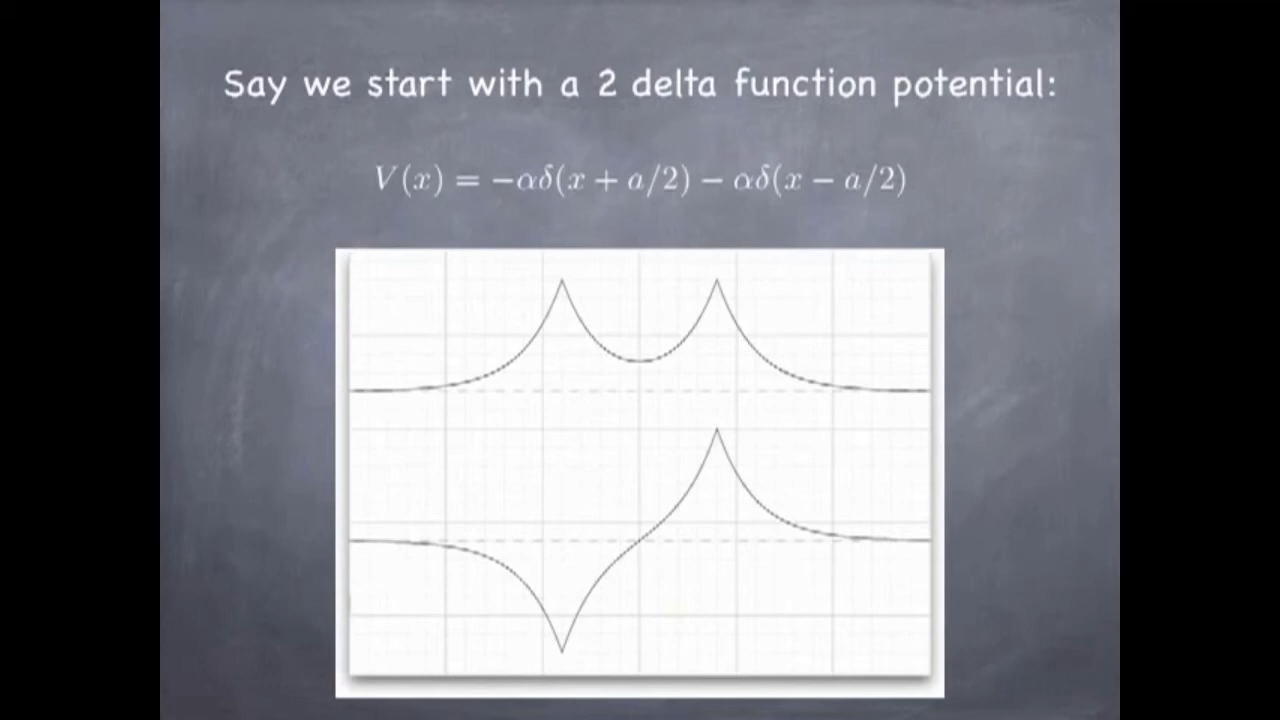 Say we start with a 2 delta function potential:
V(x) = −αδ(x + a/2) − αδ(x − a/2)